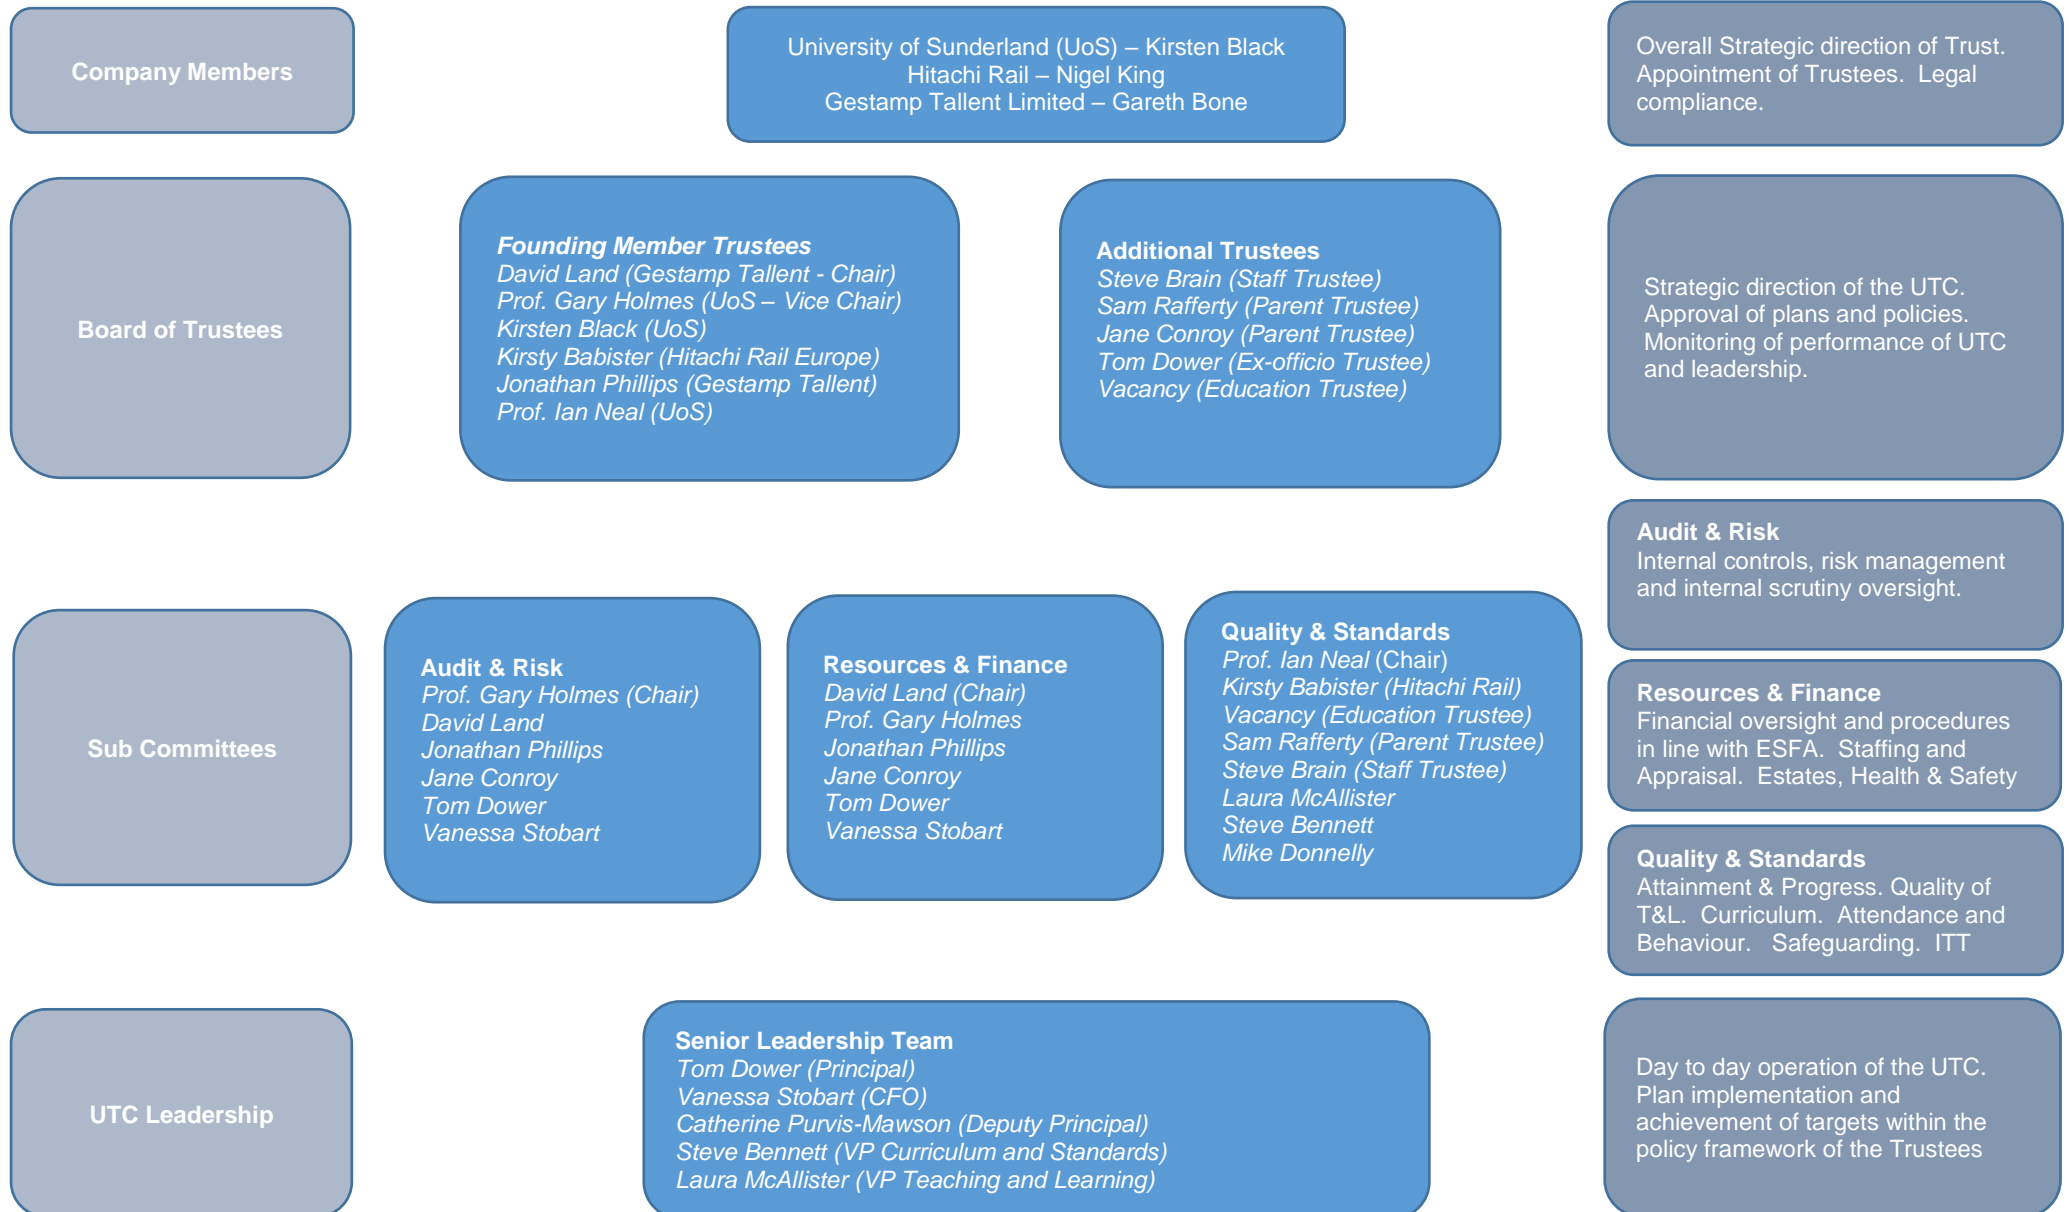 Company Members
University of Sunderland (UoS) – Kirsten Black
Hitachi Rail – Nigel King
Gestamp Tallent Limited – Gareth Bone
Overall Strategic direction of Trust.
Appointment of Trustees.  Legal
compliance.
Board of Trustees
Founding Member Trustees
David Land (Gestamp Tallent - Chair)
Prof. Gary Holmes (UoS – Vice Chair)
Kirsten Black (UoS)
Kirsty Babister (Hitachi Rail Europe)
Jonathan Phillips (Gestamp Tallent)
Prof. Ian Neal (UoS)
Additional Trustees
Steve Brain (Staff Trustee)
Sam Rafferty (Parent Trustee)
Jane Conroy (Parent Trustee)
Tom Dower (Ex-officio Trustee)
Vacancy (Education Trustee)
Strategic direction of the UTC.
Approval of plans and policies.
Monitoring of performance of UTC
and leadership.
Sub Committees
Audit & Risk
Prof. Gary Holmes (Chair)
David Land
Jonathan Phillips
Jane Conroy
Tom Dower
Vanessa Stobart
Resources & Finance
David Land (Chair)
Prof. Gary Holmes
Jonathan Phillips
Jane Conroy
Tom Dower
Vanessa Stobart
Quality & Standards
Prof. Ian Neal (Chair)
Kirsty Babister (Hitachi Rail)
Vacancy (Education Trustee)
Sam Rafferty (Parent Trustee)
Steve Brain (Staff Trustee)
Laura McAllister
Steve Bennett
Mike Donnelly
Audit & Risk
Internal controls, risk management
and internal scrutiny oversight.
Resources & Finance
Financial oversight and procedures
in line with ESFA.  Staffing and
Appraisal.  Estates, Health & Safety
Quality & Standards
Attainment & Progress. Quality of
T&L.  Curriculum.  Attendance and
Behaviour.   Safeguarding.  ITT
UTC Leadership
Senior Leadership Team
Tom Dower (Principal)
Vanessa Stobart (CFO)
Catherine Purvis-Mawson (Deputy Principal)
Steve Bennett (VP Curriculum and Standards)
Laura McAllister (VP Teaching and Learning)
Day to day operation of the UTC.
Plan implementation and
achievement of targets within the
policy framework of the Trustees